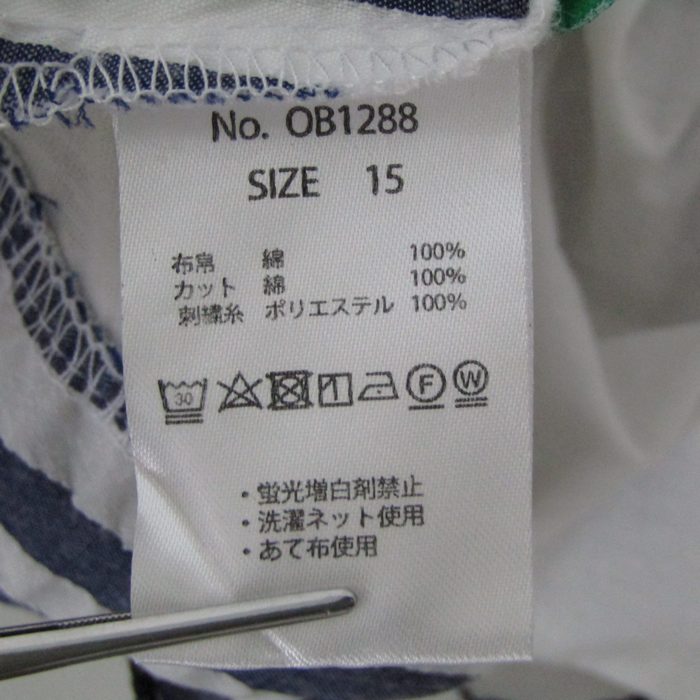 No. OB1288
SIZE 15
布帛 綿 100%
カット 綿 100%
刺繍糸 ポリエステル 100%
30 F W
・蛍光増白剤禁止
・洗濯ネット使用
・あて布使用